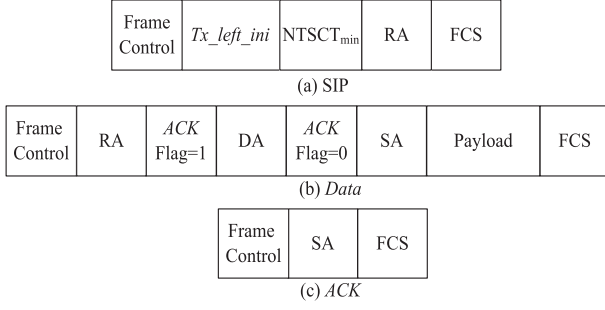 Frame Control Tx_left_ini NTSCTmin RA FCS
(a) SIP
Frame Control RA ACK Flag=1 DA ACK Flag=0 SA Payload FCS
(b) Data
Frame Control SA FCS
(c) ACK